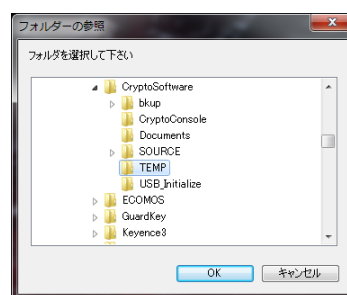 フォルダーの参照
フォルダを選択して下さい
CryptoSoftware
bkup
CryptoConsole
Documents
SOURCE
TEMP
USB_Initialize
ECOMOS
GuardKey
Keyence3
OK
キャンセル